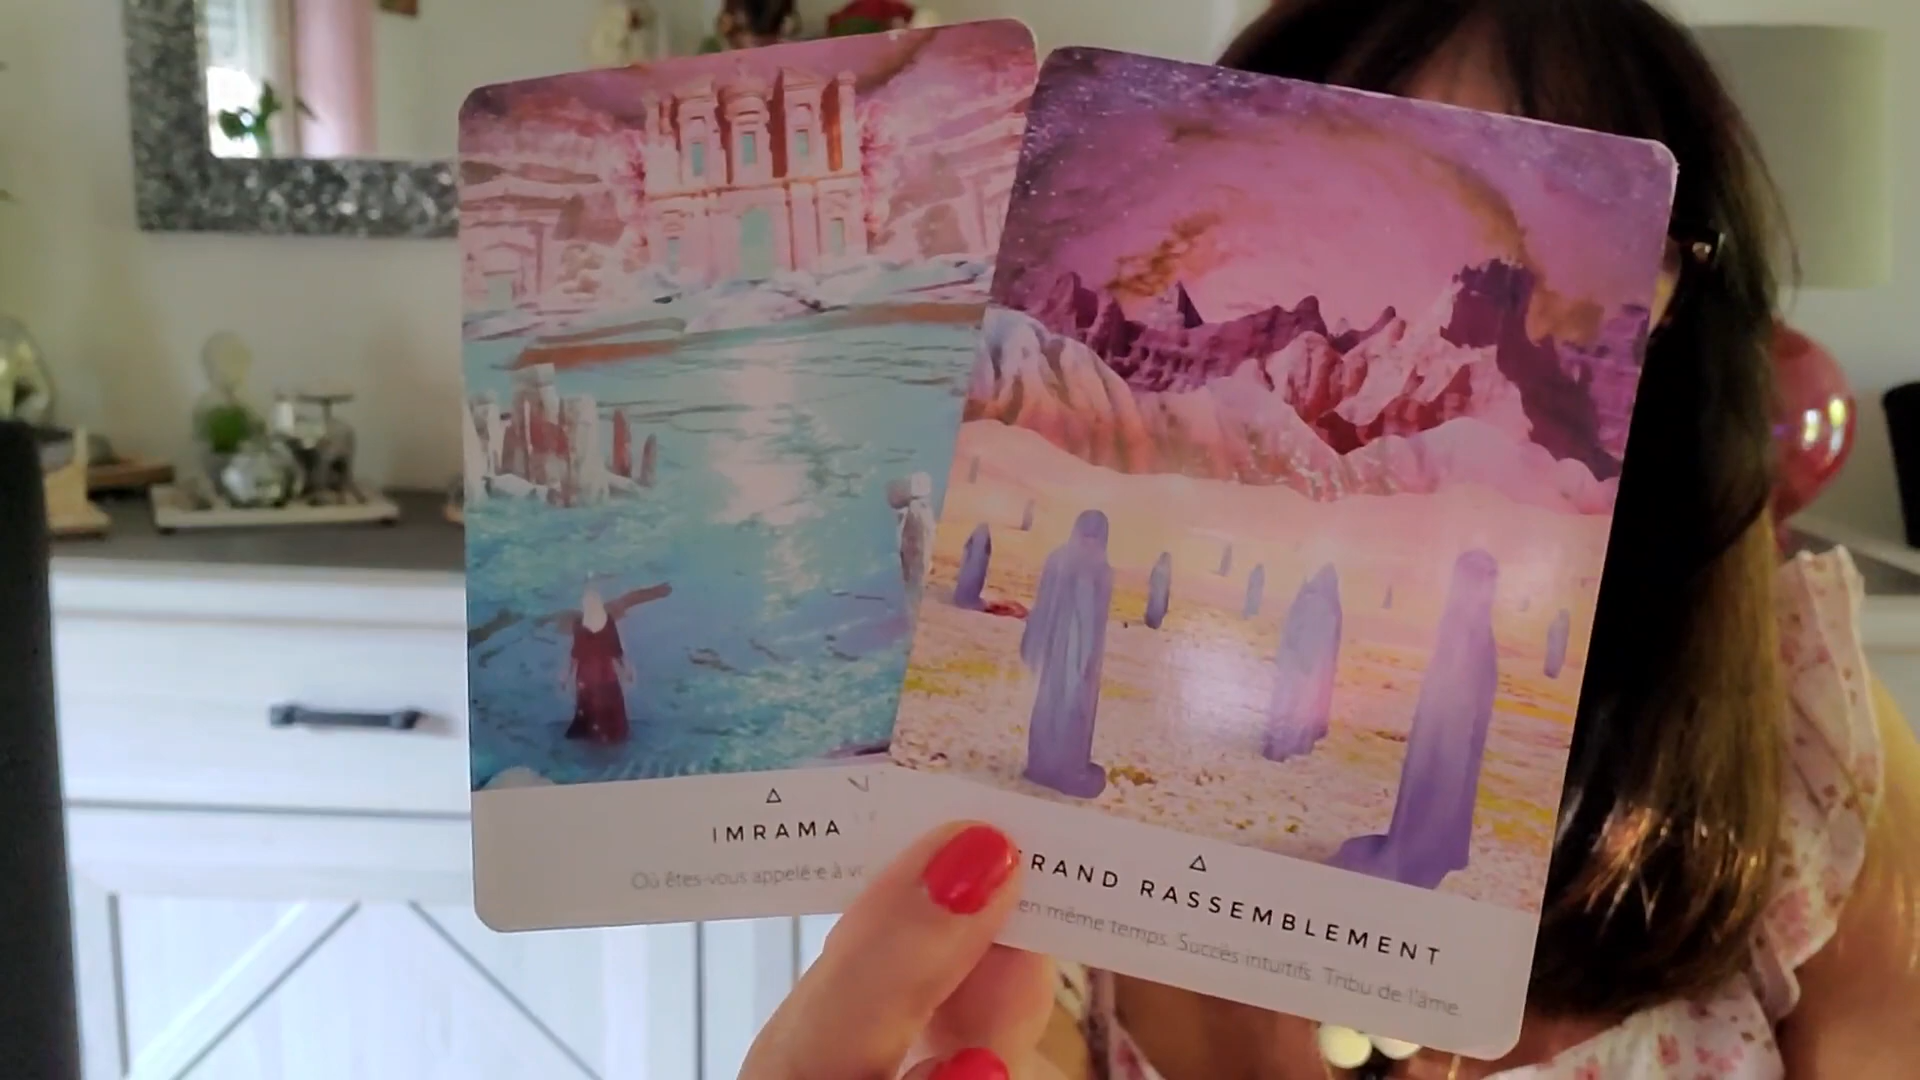 IMRAMA
Où êtes-vous appelé·e à
RAND RASSEMBLEMENT
en même temps. Succès intuitifs. Tribu de l'âme.